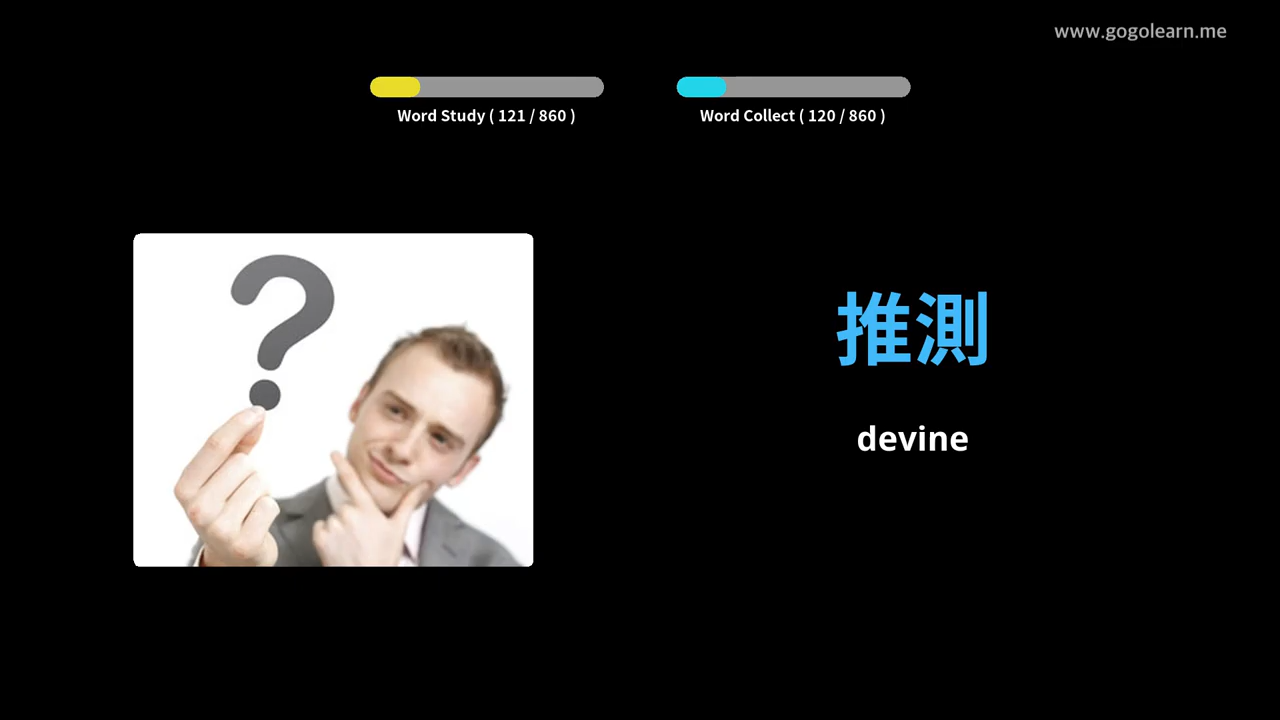 www.gogolearn.me
Word Study ( 121 / 860 )
Word Collect ( 120 / 860 )
?
推測
devine